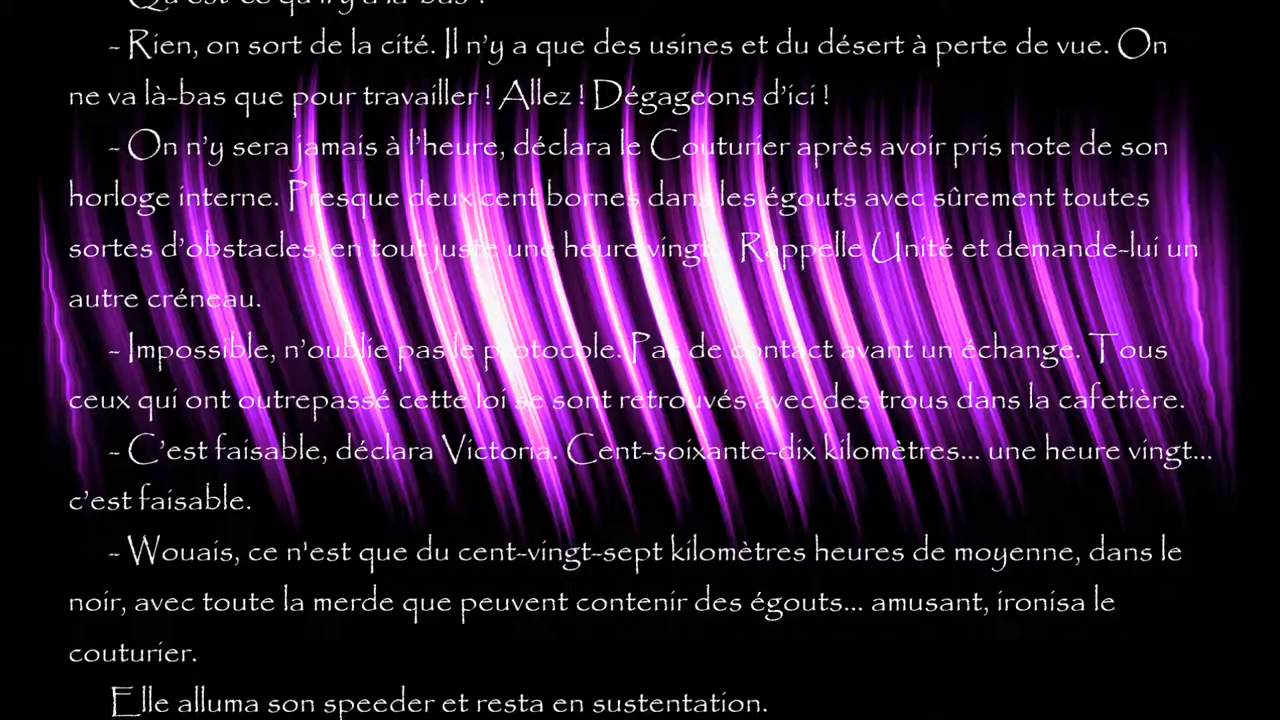 - Qu'est-ce qu'il y a là-bas ?
- Rien, on sort de la cité. Il n'y a que des usines et du désert à perte de vue. On
ne va là-bas que pour travailler ! Allez ! Dégageons d'ici !
- On n'y sera jamais à l'heure, déclara le Couturier après avoir pris note de son
horloge interne. Presque deux cent bornes dans les égouts avec sûrement toutes
sortes d'obstacles, en tout juste une heure vingt... Rappelle Unité et demande-lui un
autre créneau.
- Impossible, n'oublie pas le protocole. Pas de contact avant un échange. Tous
ceux qui ont outrepassé cette loi se sont retrouvés avec des trous dans la cafetière.
- C'est faisable, déclara Victoria. Cent-soixante-dix kilomètres... une heure vingt...
c'est faisable.
- Wouais, ce n'est que du cent-vingt-sept kilomètres heures de moyenne, dans le
noir, avec toute la merde que peuvent contenir des égouts... amusant, ironisa le
couturier.
Elle alluma son speeder et resta en sustentation.